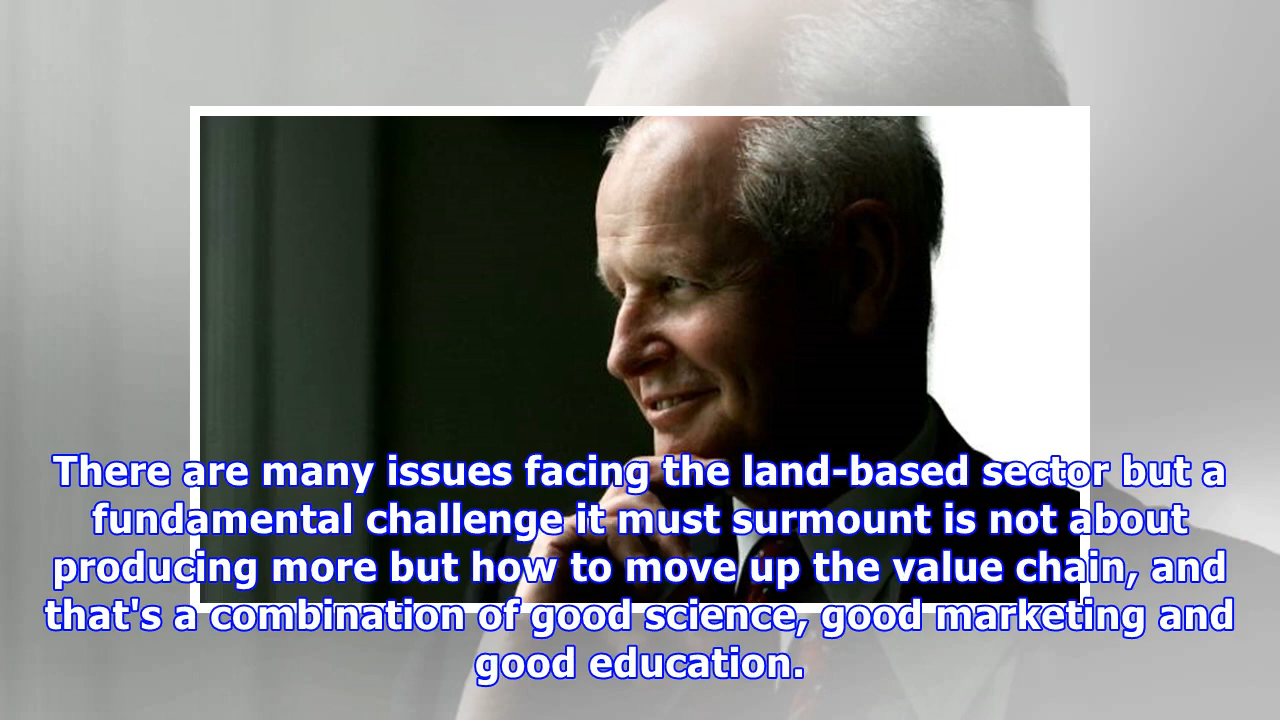 There are many issues facing the land-based sector but a
fundamental challenge it must surmount is not about
producing more but how to move up the value chain, and
that's a combination of good science, good marketing and
good education.